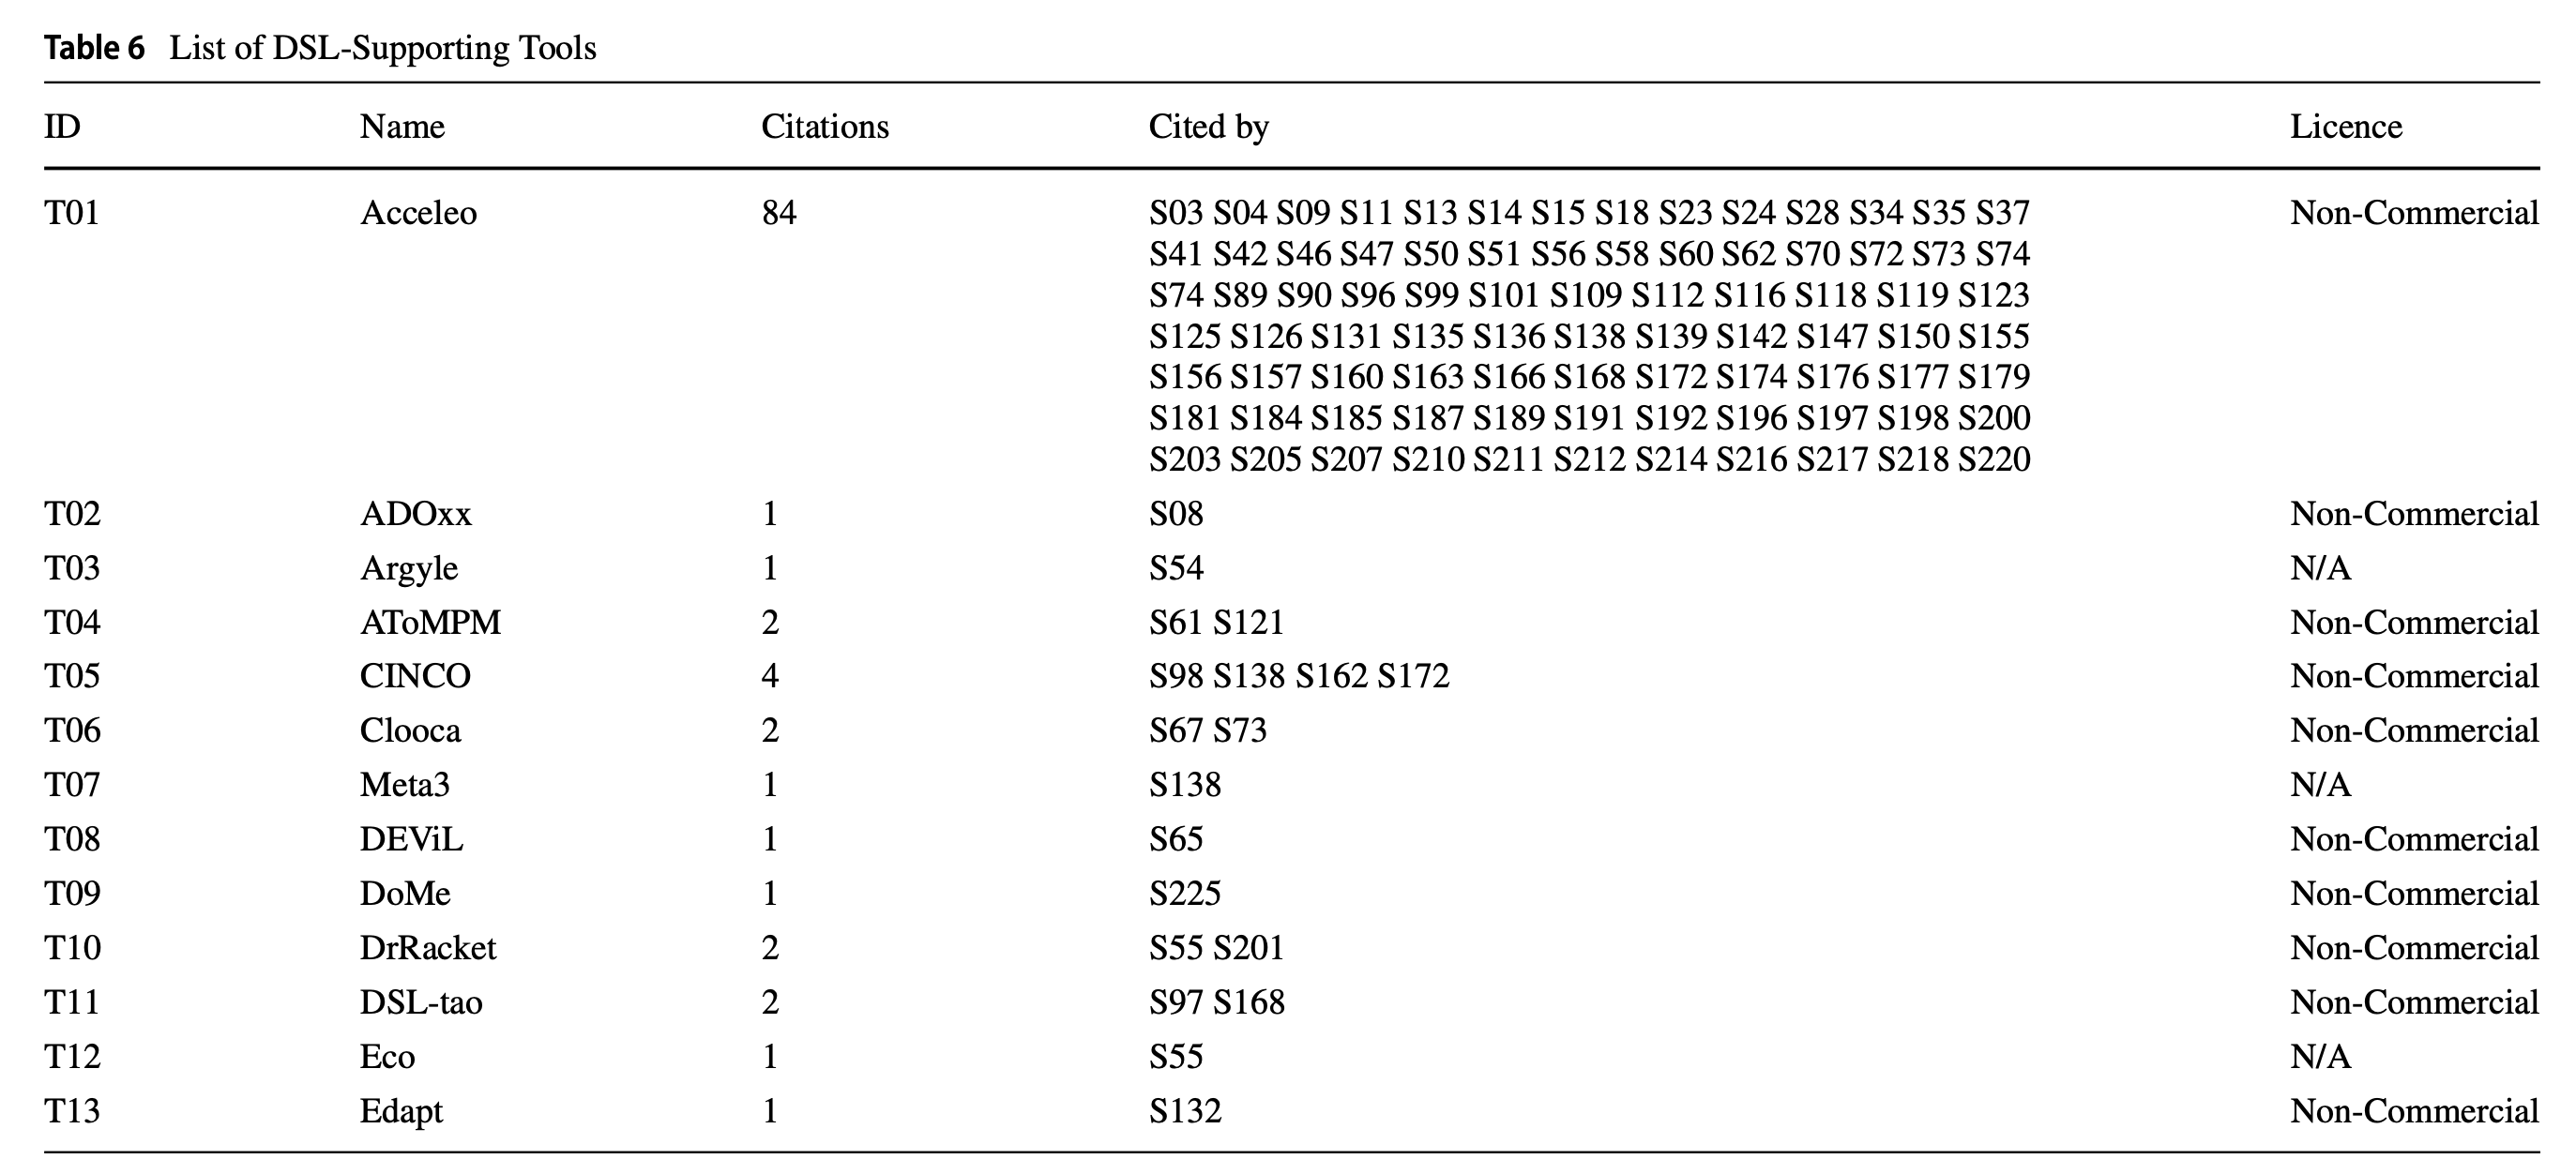 Table 6 List of DSL-Supporting Tools
ID Name Citations Cited by Licence
T01 Acceleo 84 S03 S04 S09 S11 S13 S14 S15 S18 S23 S24 S28 S34 S35 S37 Non-Commercial
S41 S42 S46 S47 S50 S51 S56 S58 S60 S62 S70 S72 S73 S74
S74 S89 S90 S96 S99 S101 S109 S112 S116 S118 S119 S123
S125 S126 S131 S135 S136 S138 S139 S142 S147 S150 S155
S156 S157 S160 S163 S166 S168 S172 S174 S176 S177 S179
S181 S184 S185 S187 S189 S191 S192 S196 S197 S198 S200
S203 S205 S207 S210 S211 S212 S214 S216 S217 S218 S220
T02 ADOxx 1 S08 Non-Commercial
T03 Argyle 1 S54 N/A
T04 AToMPM 2 S61 S121 Non-Commercial
T05 CINCO 4 S98 S138 S162 S172 Non-Commercial
T06 Clooca 2 S67 S73 Non-Commercial
T07 Meta3 1 S138 N/A
T08 DEViL 1 S65 Non-Commercial
T09 DoMe 1 S225 Non-Commercial
T10 DrRacket 2 S55 S201 Non-Commercial
T11 DSL-tao 2 S97 S168 Non-Commercial
T12 Eco 1 S55 N/A
T13 Edapt 1 S132 Non-Commercial